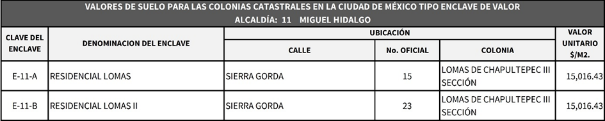 VALORES DE SUELO PARA LAS COLONIAS CATASTRALES EN LA CIUDAD DE MÉXICO TIPO ENCLAVE DE VALOR
ALCALDÍA: 11 MIGUEL HIDALGO
CLAVE DEL ENCLAVE DENOMINACION DEL ENCLAVE UBICACIÓN VALOR UNITARIO $/M2.
CALLE No. OFICIAL COLONIA
E-11-A RESIDENCIAL LOMAS SIERRA GORDA 15 LOMAS DE CHAPULTEPEC III SECCIÓN 15,016.43
E-11-B RESIDENCIAL LOMAS II SIERRA GORDA 23 LOMAS DE CHAPULTEPEC III SECCIÓN 15,016.43